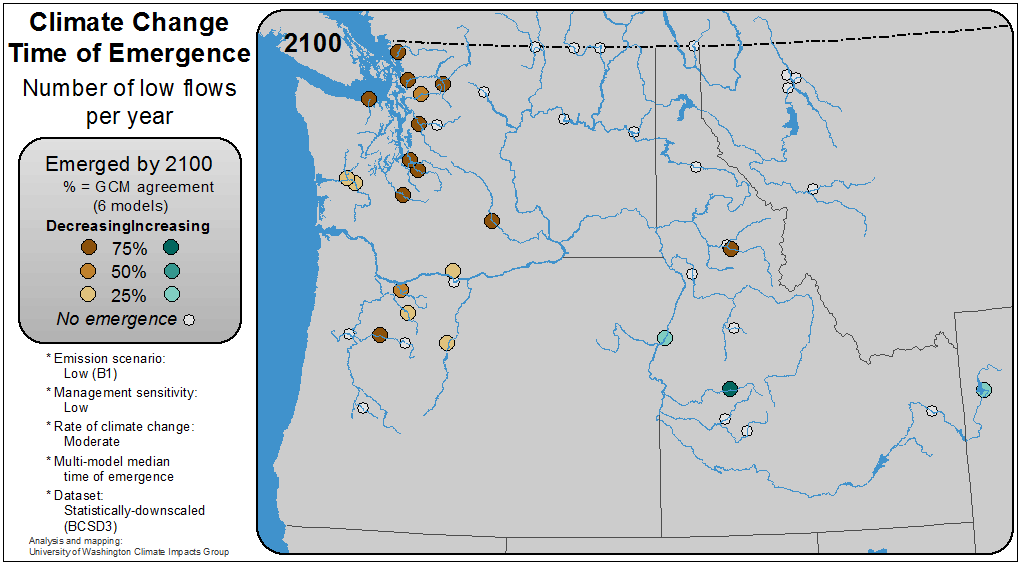 Climate Change
Time of Emergence
Number of low flows
per year
2100
Emerged by 2100
% = GCM agreement
(6 models)
DecreasingIncreasing
75%
50%
25%
No emergence
* Emission scenario:
Low (B1)
* Management sensitivity:
Low
* Rate of climate change:
Moderate
* Multi-model median
time of emergence
* Dataset:
Statistically-downscaled
(BCSD3)
Analysis and mapping:
University of Washington Climate Impacts Group